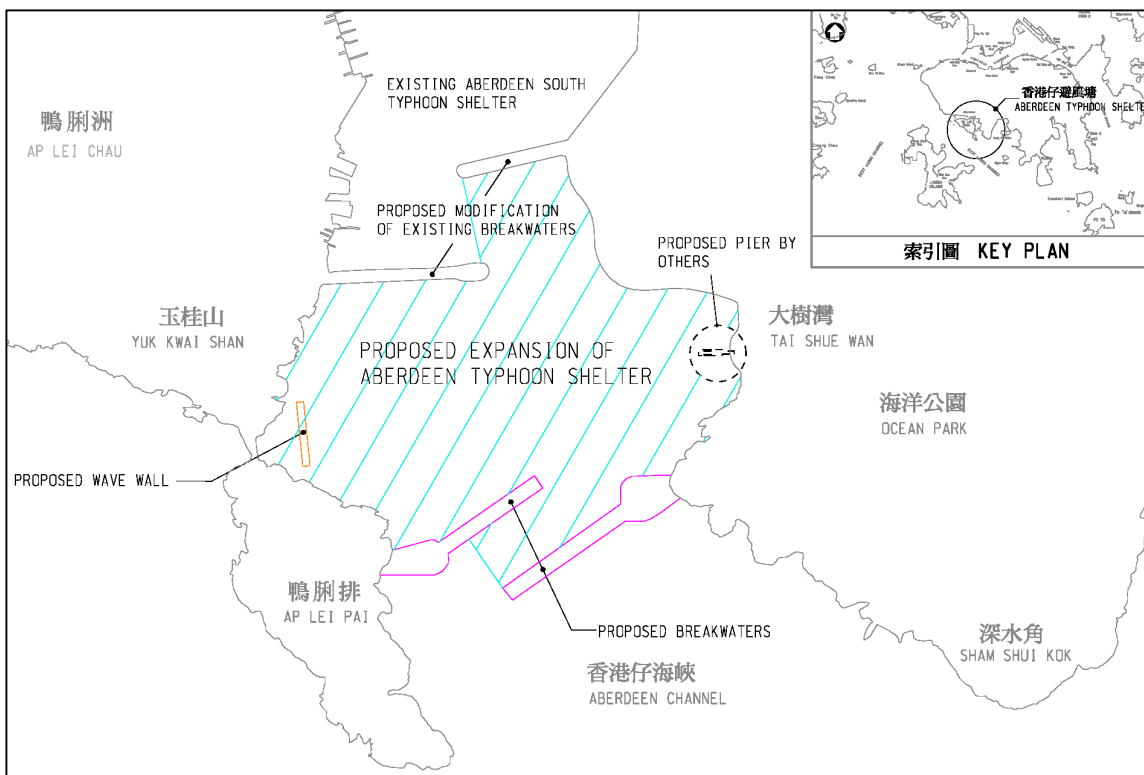 EXISTING ABERDEEN SOUTH
TYPHOON SHELTER
鴨脷洲
AP LEI CHAU
PROPOSED MODIFICATION
OF EXISTING BREAKWATERS
PROPOSED PIER BY
OTHERS
香港仔避風塘
ABERDEEN TYPHOON SHELTE
索引圖 KEY PLAN
玉桂山
YUK KWAI SHAN
大樹灣
TAI SHUE WAN
PROPOSED EXPANSION OF
ABERDEEN TYPHOON SHELTER
海洋公園
OCEAN PARK
PROPOSED WAVE WALL
鴨脷排
AP LEI PAI
PROPOSED BREAKWATERS
香港仔海峽
ABERDEEN CHANNEL
深水角
SHAM SHUI KOK